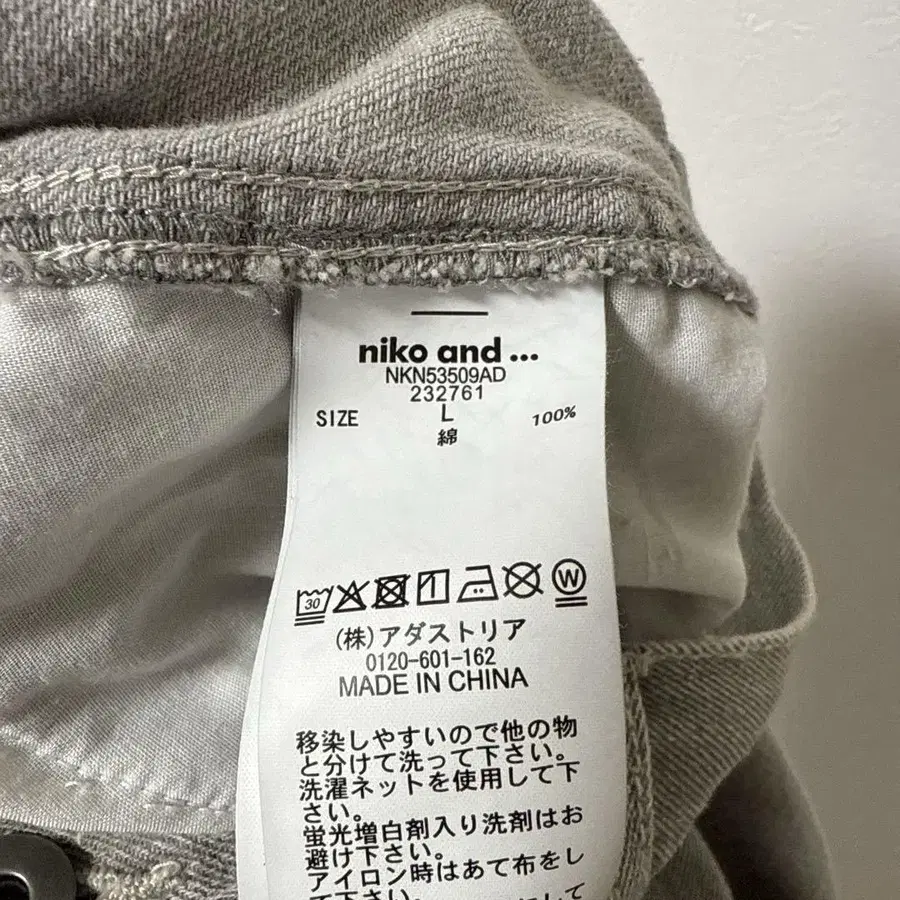 niko and ...
NKN53509AD
232761
SIZE L
綿 100%
30 W
(株)アダストリア
0120-601-162
MADE IN CHINA
移染しやすいので他の物
と分けて洗って下さい。
洗濯ネットを使用して下
さい。
蛍光増白剤入り洗剤はお
避け下さい。
アイロン時はあて布をし
て下さい。